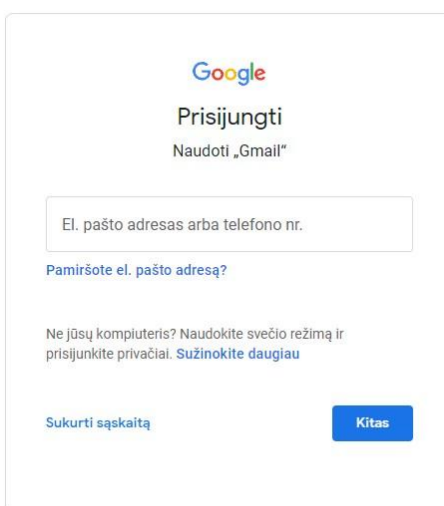 Google
Prisijungti
Naudoti „Gmail“
El. pašto adresas arba telefono nr.
Pamiršote el. pašto adresą?
Ne jūsų kompiuteris? Naudokite svečio režimą ir
prisijunkite privačiai. Sužinokite daugiau
Sukurti sąskaitą
Kitas